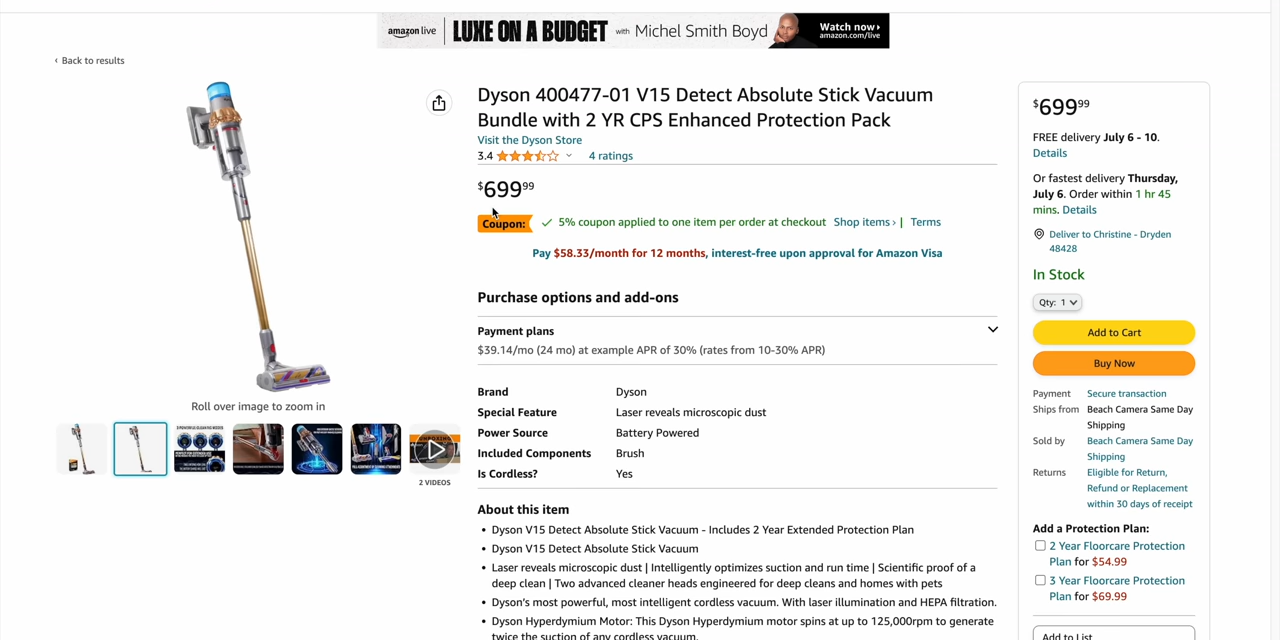 amazon live LUXE ON A BUDGET with Michel Smith Boyd Watch now amazon.com/live
‹ Back to results
Dyson 400477-01 V15 Detect Absolute Stick Vacuum
Bundle with 2 YR CPS Enhanced Protection Pack
Visit the Dyson Store
3.4 4 ratings
$699 99
Coupon: 5% coupon applied to one item per order at checkout Shop items › | Terms
Pay $58.33/month for 12 months, interest-free upon approval for Amazon Visa
Purchase options and add-ons
Payment plans
$39.14/mo (24 mo) at example APR of 30% (rates from 10-30% APR)
Brand Dyson
Special Feature Laser reveals microscopic dust
Power Source Battery Powered
Included Components Brush
Is Cordless? Yes
About this item
• Dyson V15 Detect Absolute Stick Vacuum - Includes 2 Year Extended Protection Plan
• Dyson V15 Detect Absolute Stick Vacuum
• Laser reveals microscopic dust | Intelligently optimizes suction and run time | Scientific proof of a
deep clean | Two advanced cleaner heads engineered for deep cleans and homes with pets
• Dyson's most powerful, most intelligent cordless vacuum. With laser illumination and HEPA filtration.
• Dyson Hyperdymium Motor: This Dyson Hyperdymium motor spins at up to 125,000rpm to generate
twice the suction of any cordless vacuum.
Roll over image to zoom in
2 VIDEOS
$699 99
FREE delivery July 6 - 10.
Details
Or fastest delivery Thursday,
July 6. Order within 1 hr 45
mins. Details
Deliver to Christine - Dryden
48428
In Stock
Qty: 1
Add to Cart
Buy Now
Payment Secure transaction
Ships from Beach Camera Same Day
Shipping
Sold by Beach Camera Same Day
Shipping
Returns Eligible for Return,
Refund or Replacement
within 30 days of receipt
Add a Protection Plan:
2 Year Floorcare Protection
Plan for $54.99
3 Year Floorcare Protection
Plan for $69.99
Add to List